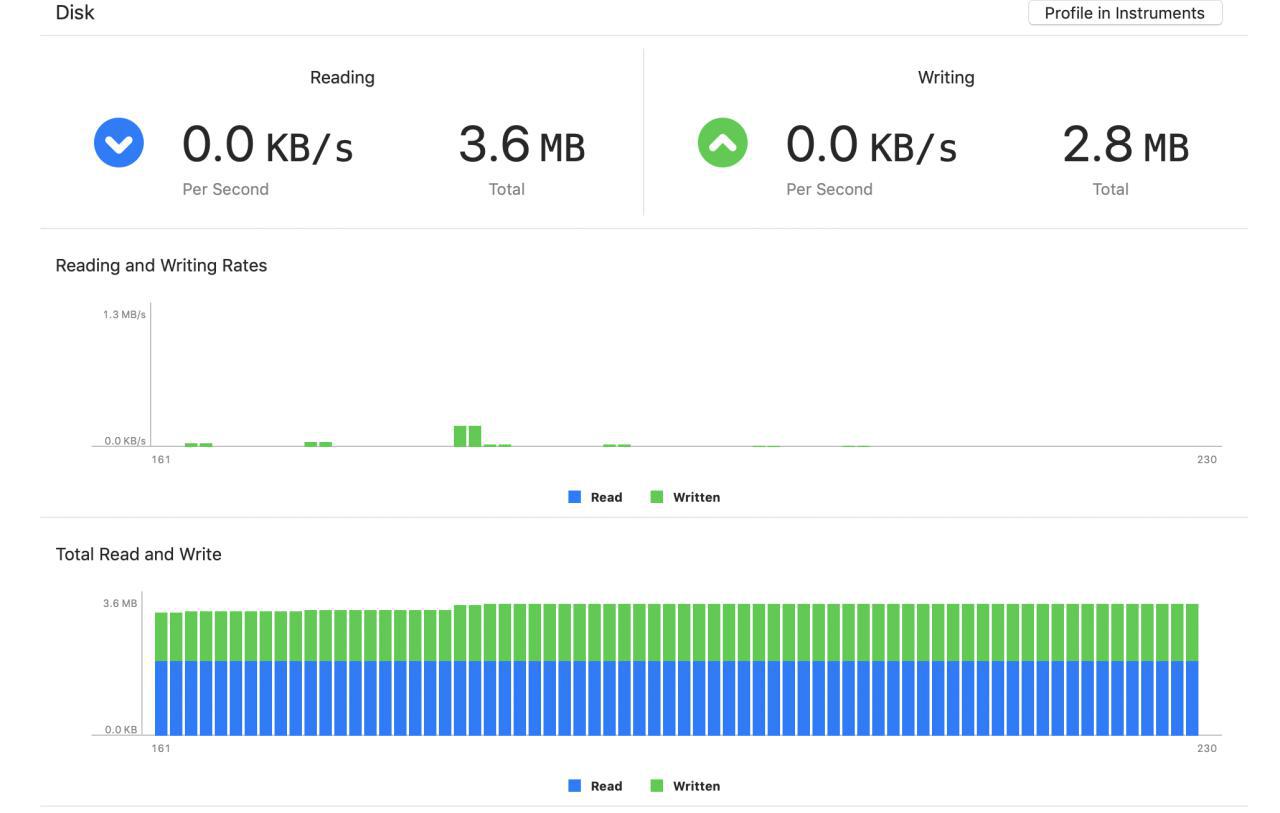 Disk
Profile in Instruments
Reading
0.0 KB/s
Per Second
3.6 MB
Total
Writing
0.0 KB/s
Per Second
2.8 MB
Total
Reading and Writing Rates
1.3 MB/s
0.0 KB/s
161
230
Read
Written
Total Read and Write
3.6 MB
0.0 KB
161
230
Read
Written